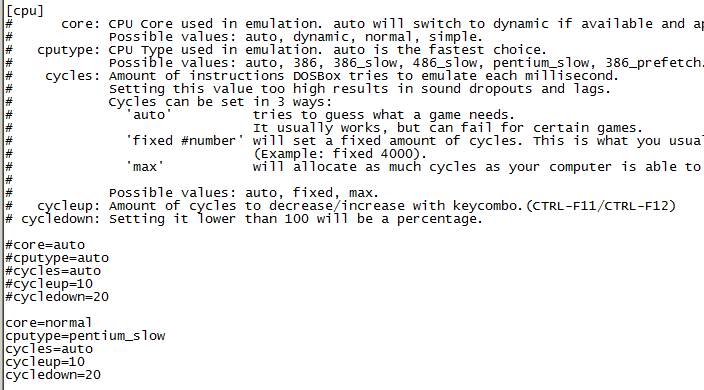 [cpu]
#      core: CPU Core used in emulation. auto will switch to dynamic if available and
#            Possible values: auto, dynamic, normal, simple.
#   cputype: CPU Type used in emulation. auto is the fastest choice.
#            Possible values: auto, 386, 386_slow, 486_slow, pentium_slow, 386_prefetch.
#    cycles: Amount of instructions DOSBox tries to emulate each millisecond.
#            Setting this value too high results in sound dropouts and lags.
#            Cycles can be set in 3 ways:
#              'auto'          tries to guess what a game needs.
#                              It usually works, but can fail for certain games.
#              'fixed #number' will set a fixed amount of cycles. This is what you
#                              (Example: fixed 4000).
#              'max'           will allocate as much cycles as your computer is able to
#
#            Possible values: auto, fixed, max.
#   cycleup: Amount of cycles to decrease/increase with keycombo.(CTRL-F11/CTRL-F12)
# cycledown: Setting it lower than 100 will be a percentage.
#core=auto
#cputype=auto
#cycles=auto
#cycleup=10
#cycledown=20
core=normal
cputype=pentium_slow
cycles=auto
cycleup=10
cycledown=20